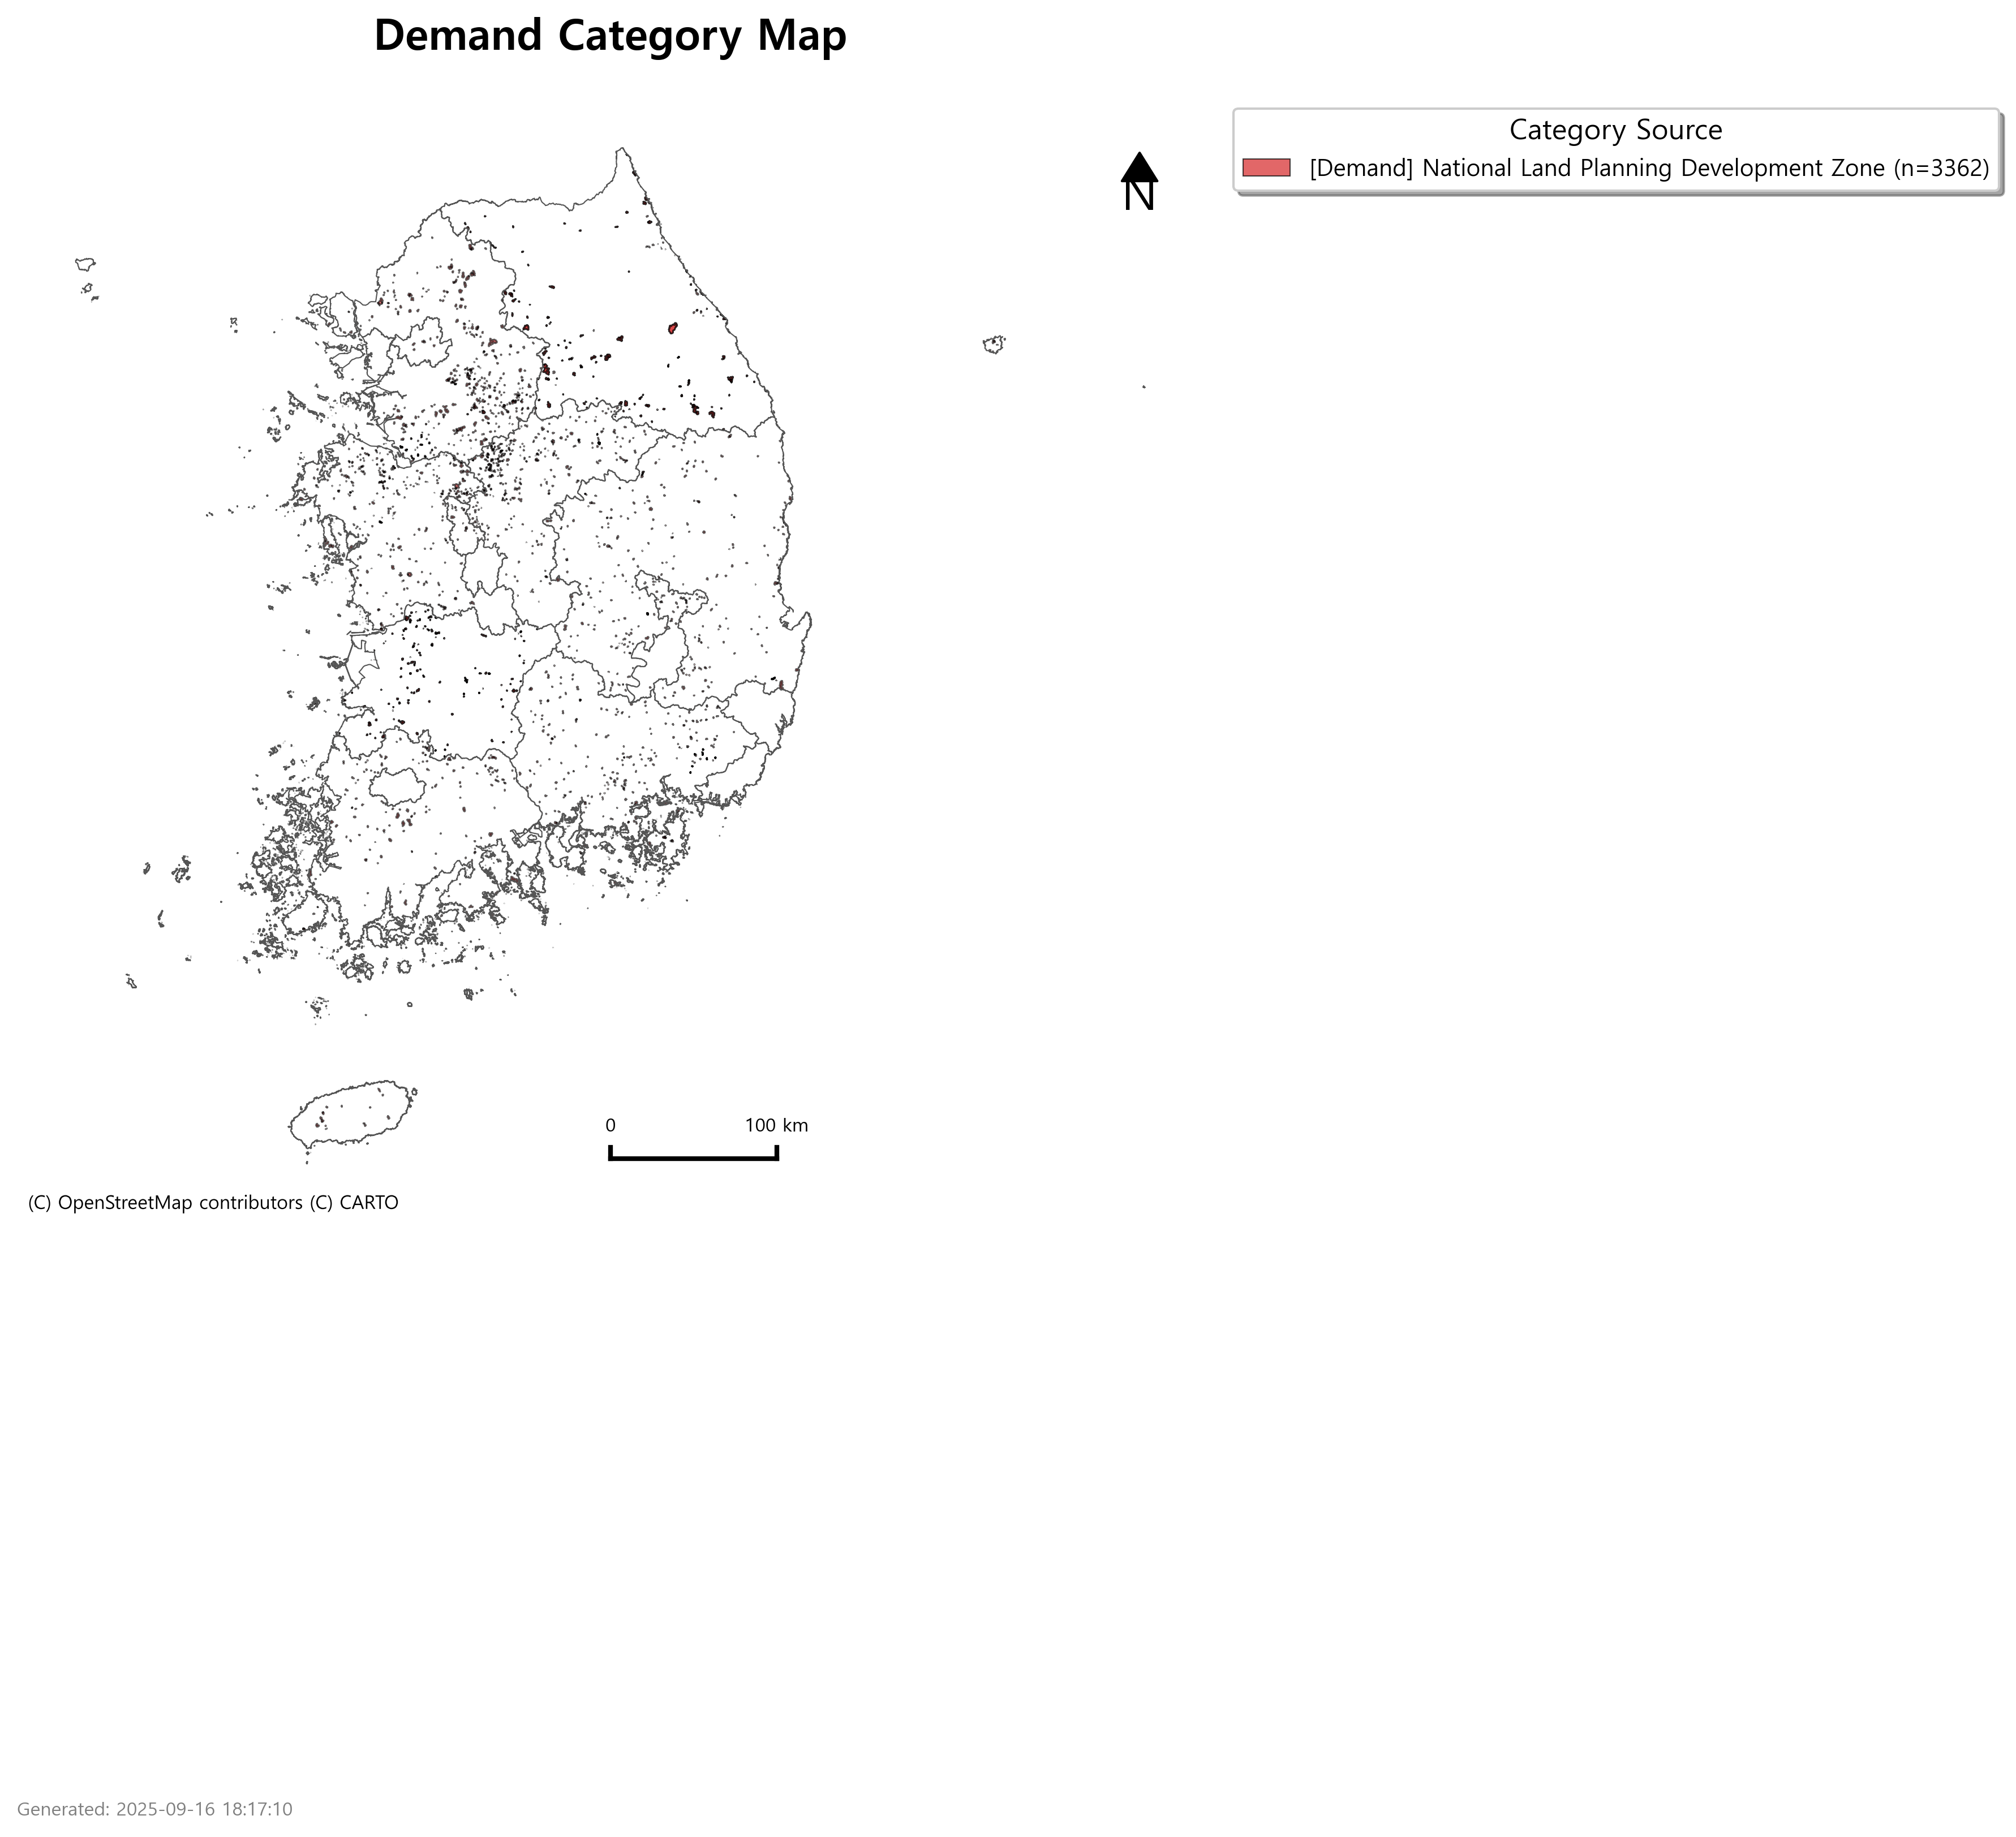 Demand Category Map
Category Source
[Demand] National Land Planning Development Zone (n=3362)
N
0 100 km
(C) OpenStreetMap contributors (C) CARTO
Generated: 2025-09-16 18:17:10